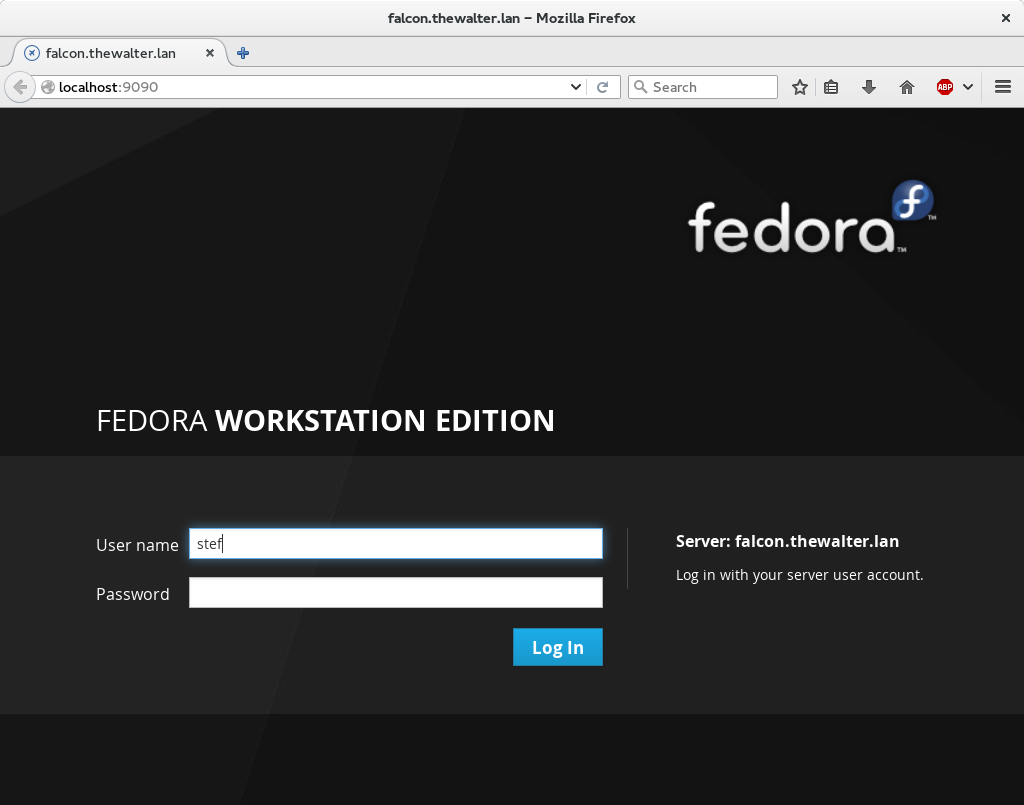 falcon.thewalter.lan – Mozilla Firefox
falcon.thewalter.lan
localhost:9090
Search
ABP
fedora™
™
FEDORA WORKSTATION EDITION
User name
stef
Password
Log In
Server: falcon.thewalter.lan
Log in with your server user account.